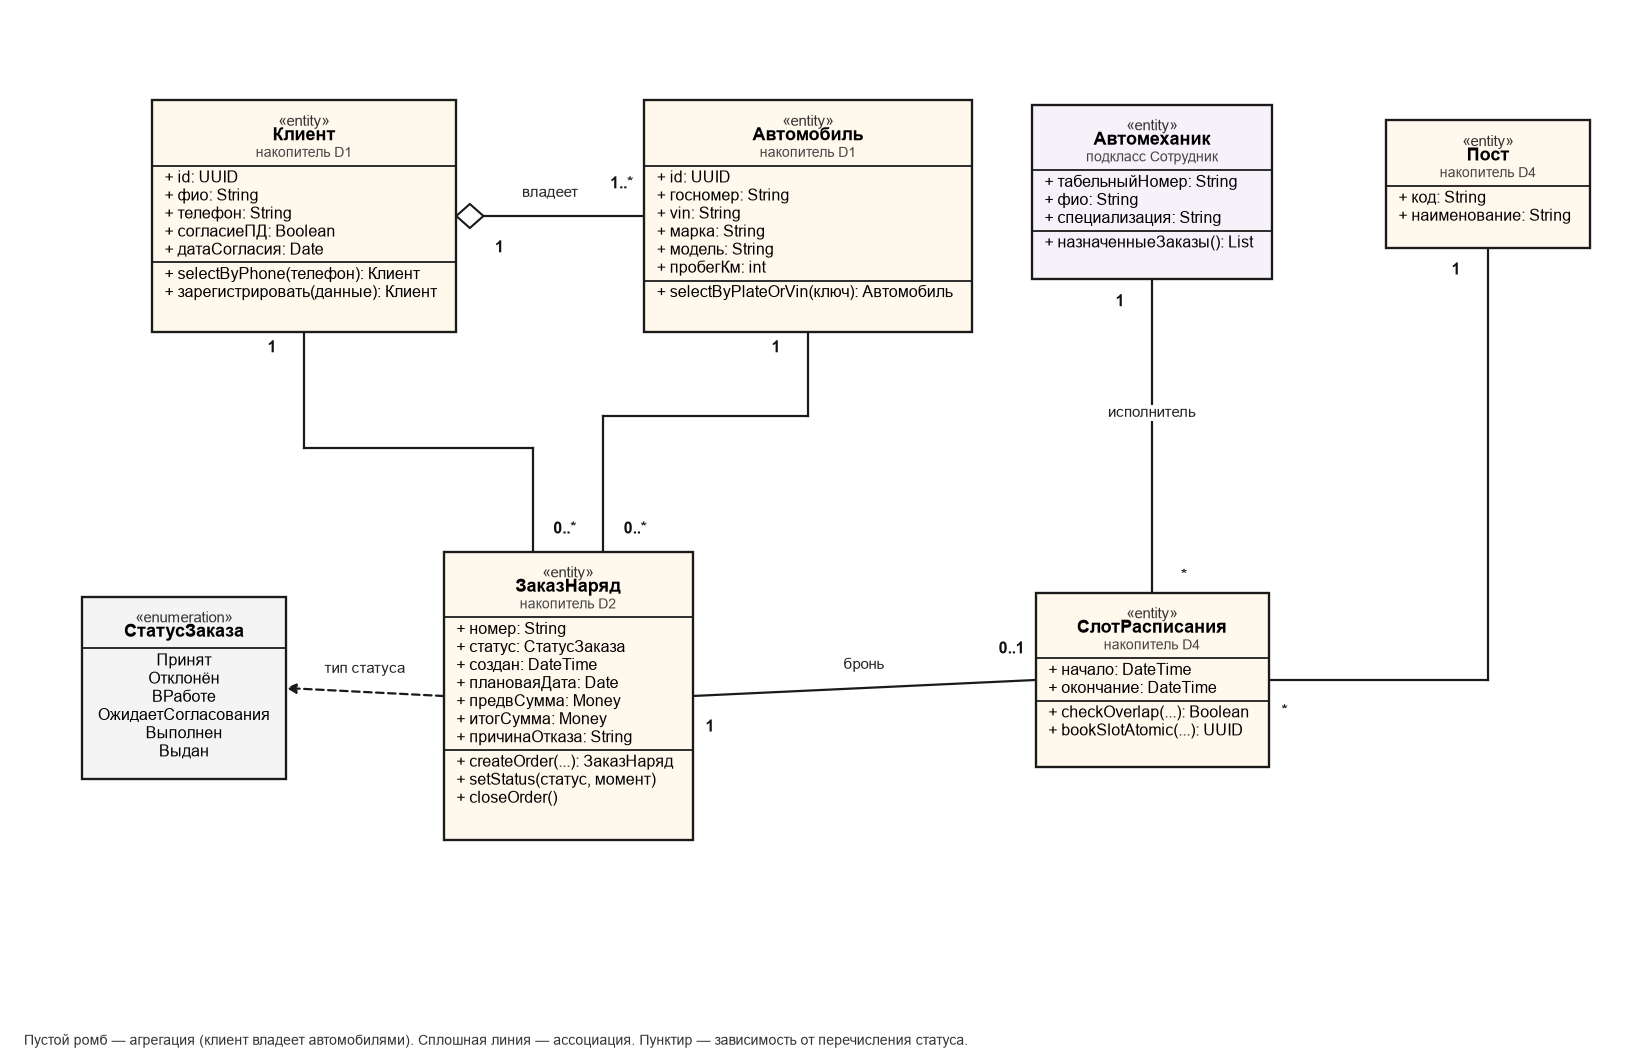 «entity»
Клиент
накопитель D1
+ id: UUID
+ фио: String
+ телефон: String
+ согласиеПД: Boolean
+ датаСогласия: Date
+ selectByPhone(телефон): Клиент
+ зарегистрировать(данные): Клиент
владеет
1..*
1
«entity»
Автомобиль
накопитель D1
+ id: UUID
+ госномер: String
+ vin: String
+ марка: String
+ модель: String
+ пробегКм: int
+ selectByPlateOrVin(ключ): Автомобиль
«entity»
Автомеханик
подкласс Сотрудник
+ табельныйНомер: String
+ фио: String
+ специализация: String
+ назначенныеЗаказы(): List
«entity»
Пост
накопитель D4
+ код: String
+ наименование: String
1
1
1
1
исполнитель
0..*
0..*
*
«enumeration»
СтатусЗаказа
Принят
Отклонён
ВРаботе
ОжидаетСогласования
Выполнен
Выдан
тип статуса
«entity»
ЗаказНаряд
накопитель D2
+ номер: String
+ статус: СтатусЗаказа
+ создан: DateTime
+ плановаяДата: Date
+ предвСумма: Money
+ итогСумма: Money
+ причинаОтказа: String
+ createOrder(...): ЗаказНаряд
+ setStatus(статус, момент)
+ closeOrder()
бронь
0..1
1
«entity»
СлотРасписания
накопитель D4
+ начало: DateTime
+ окончание: DateTime
+ checkOverlap(...): Boolean
+ bookSlotAtomic(...): UUID
*
Пустой ромб — агрегация (клиент владеет автомобилями). Сплошная линия — ассоциация. Пунктир — зависимость от перечисления статуса.